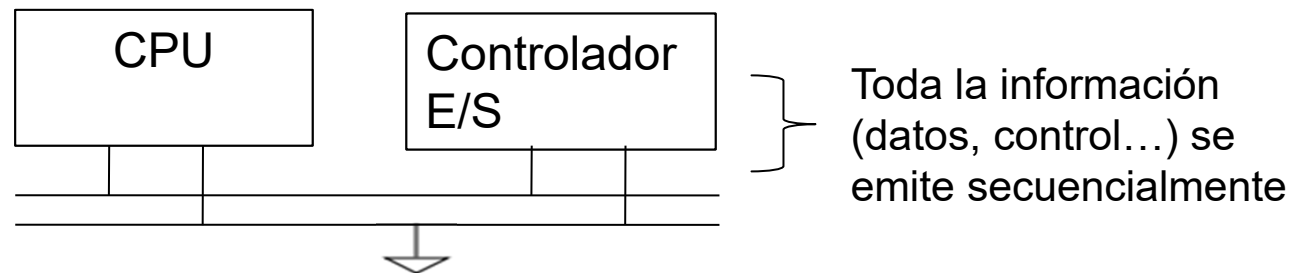 CPU
Controlador
E/S
Toda la información
(datos, control…) se
emite secuencialmente